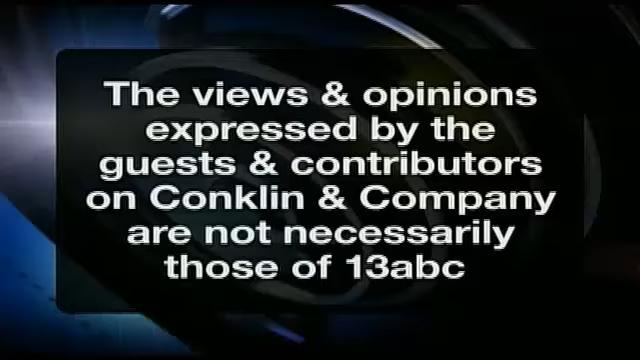 The views & opinions
expressed by the
guests & contributors
on Conklin & Company
are not necessarily
those of 13abc